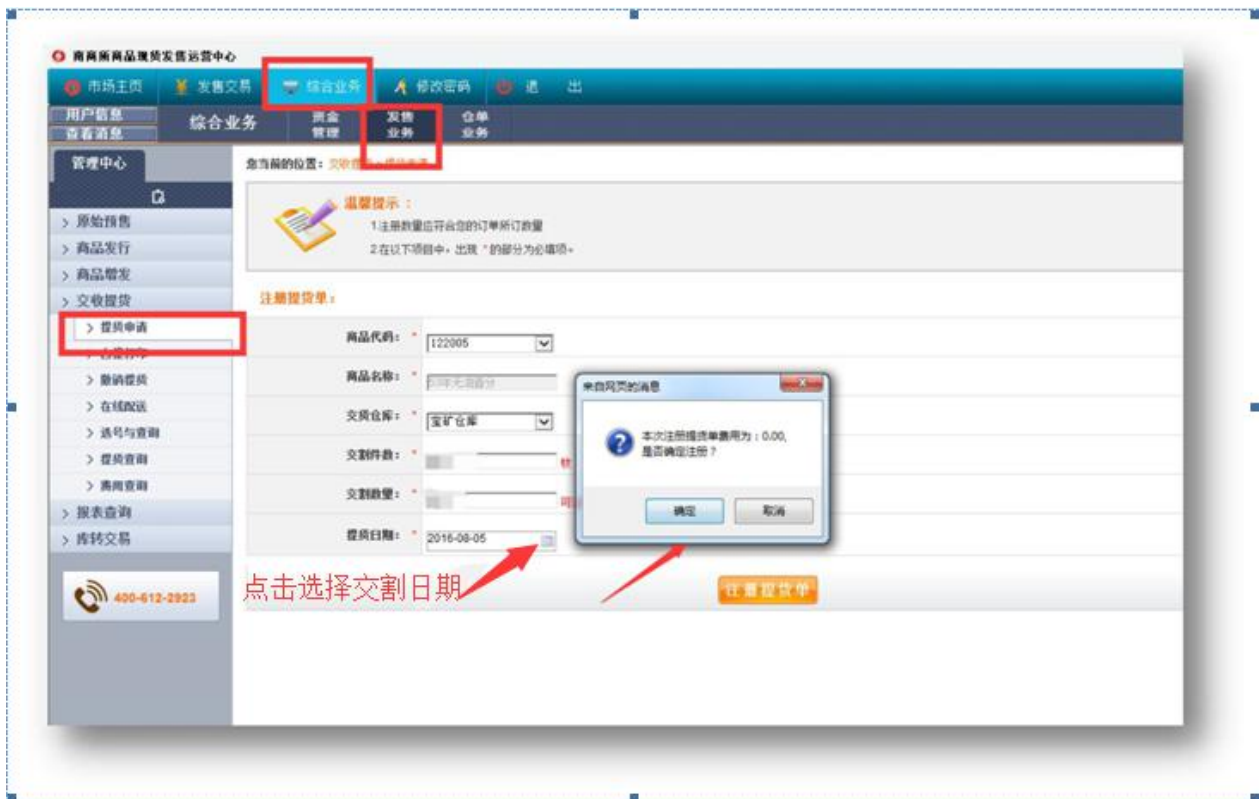 南商所商品现货发售运营中心
市场主页 发售交易 综合业务 修改密码 退 出
用户信息
查看消息
综合业务
资金管理
发售业务
仓单业务
管理中心
您当前的位置:
温馨提示 :
1.注册数量应符合您的订单所订数量
2.在以下项目中,出现 * 的部分为必填项。
> 原始预售
> 商品发行
> 商品增发
> 交收提货
> 提货申请
> 撤销提货
> 在线配送
> 选号与查询
> 提货查询
> 费用查询
> 报表查询
> 库转交易
400-612-2923
注册提货单:
商品代码: * 122005
商品名称: *
交货仓库: * 宝矿仓库
交割件数: *
交割数量: *
提货日期: * 2016-08-05
来自网页的消息
本次注册提货单费用为:0.00,
是否确定注册?
确定 取消
点击选择交割日期
注册提货单